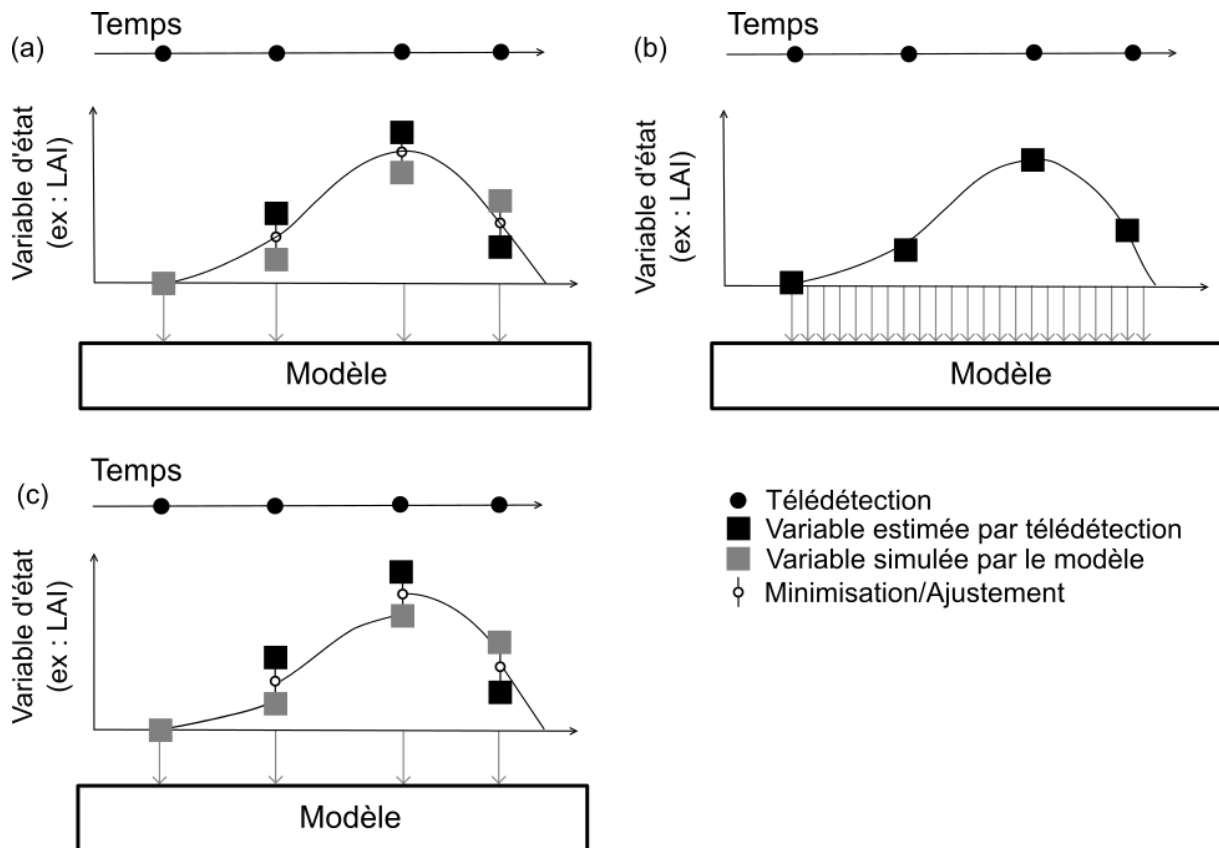 (a)
Temps
Variable d'état
(ex : LAI)
Modèle
(b)
Temps
Variable d'état
(ex : LAI)
Modèle
(c)
Temps
Variable d'état
(ex : LAI)
Modèle
Télédétection
Variable estimée par télédétection
Variable simulée par le modèle
Minimisation/Ajustement